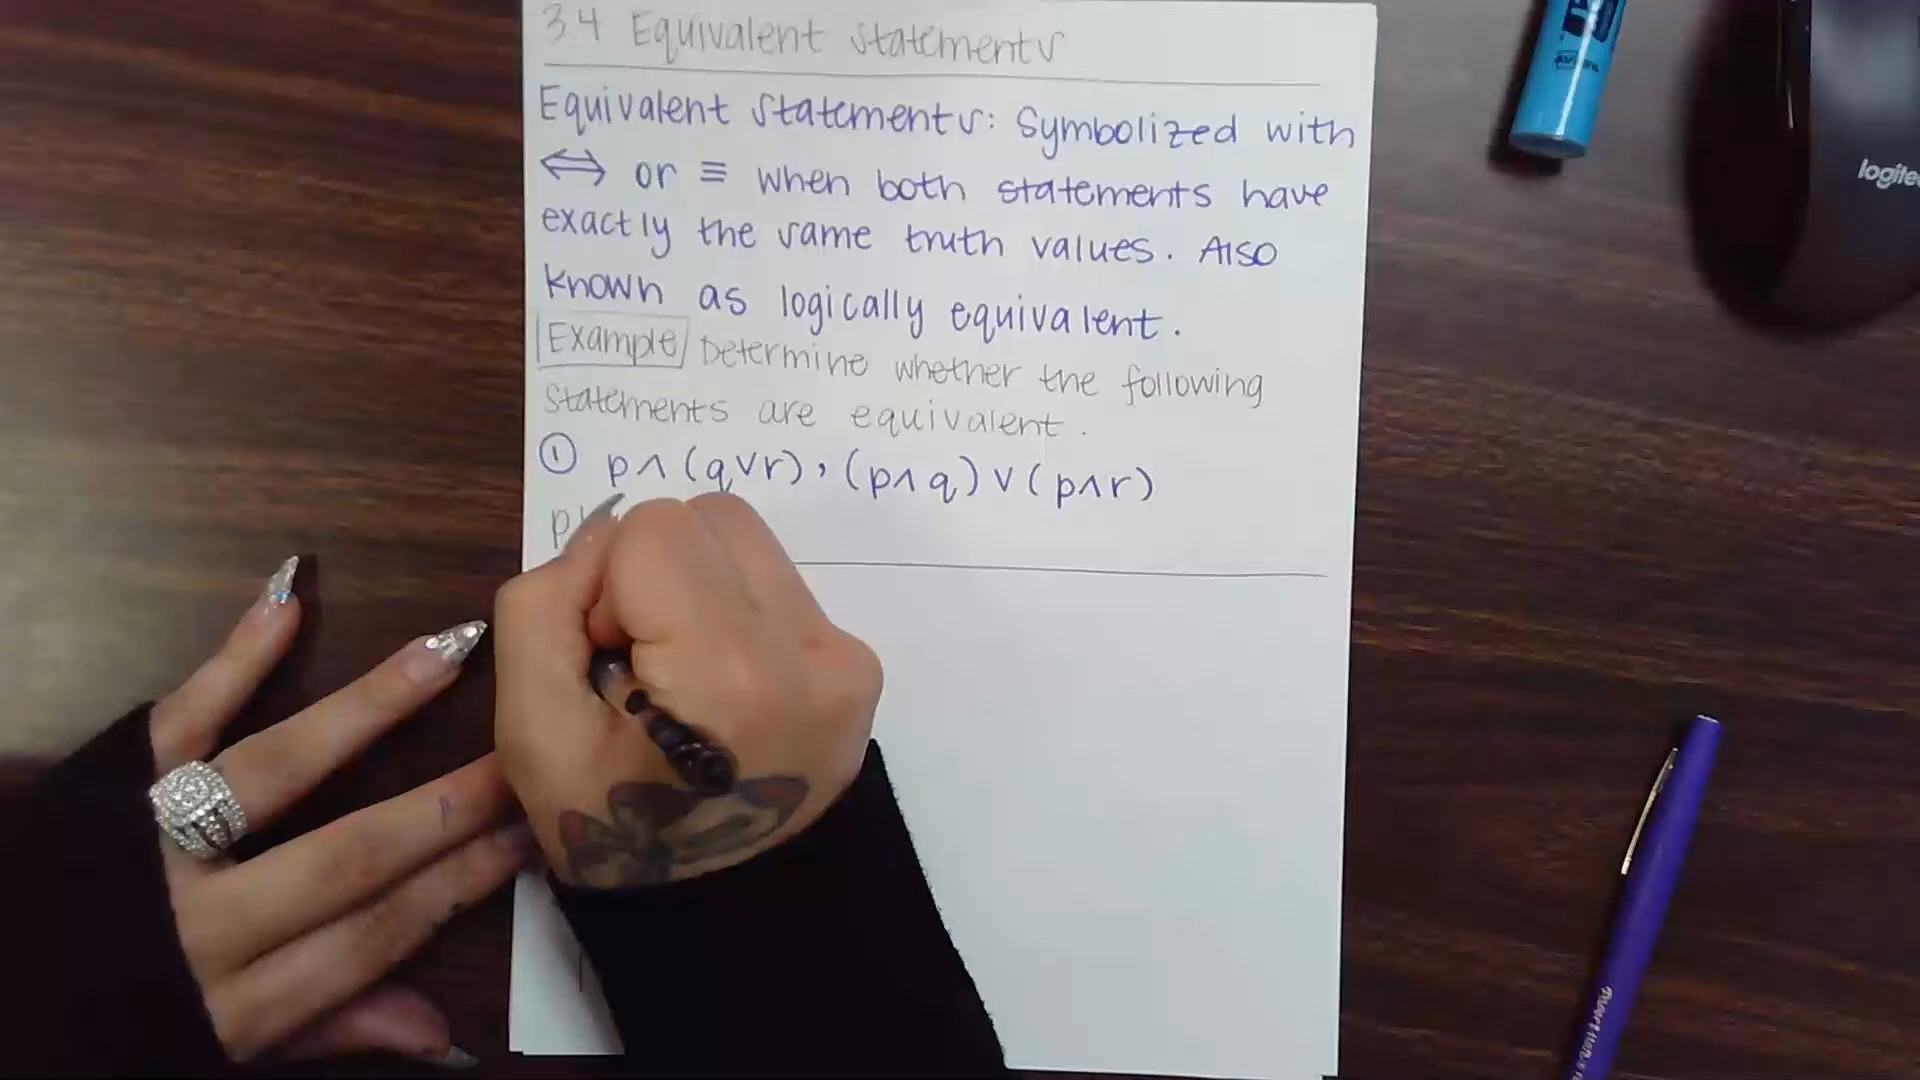 3.4 Equivalent statements
Equivalent statements: Symbolized with
⟺ or ≡ when both statements have
exactly the same truth values. Also
known as logically equivalent.
Example Determine whether the following
statements are equivalent.
① p∧(q∨r), (p∧q)∨(p∧r)
p
logitec